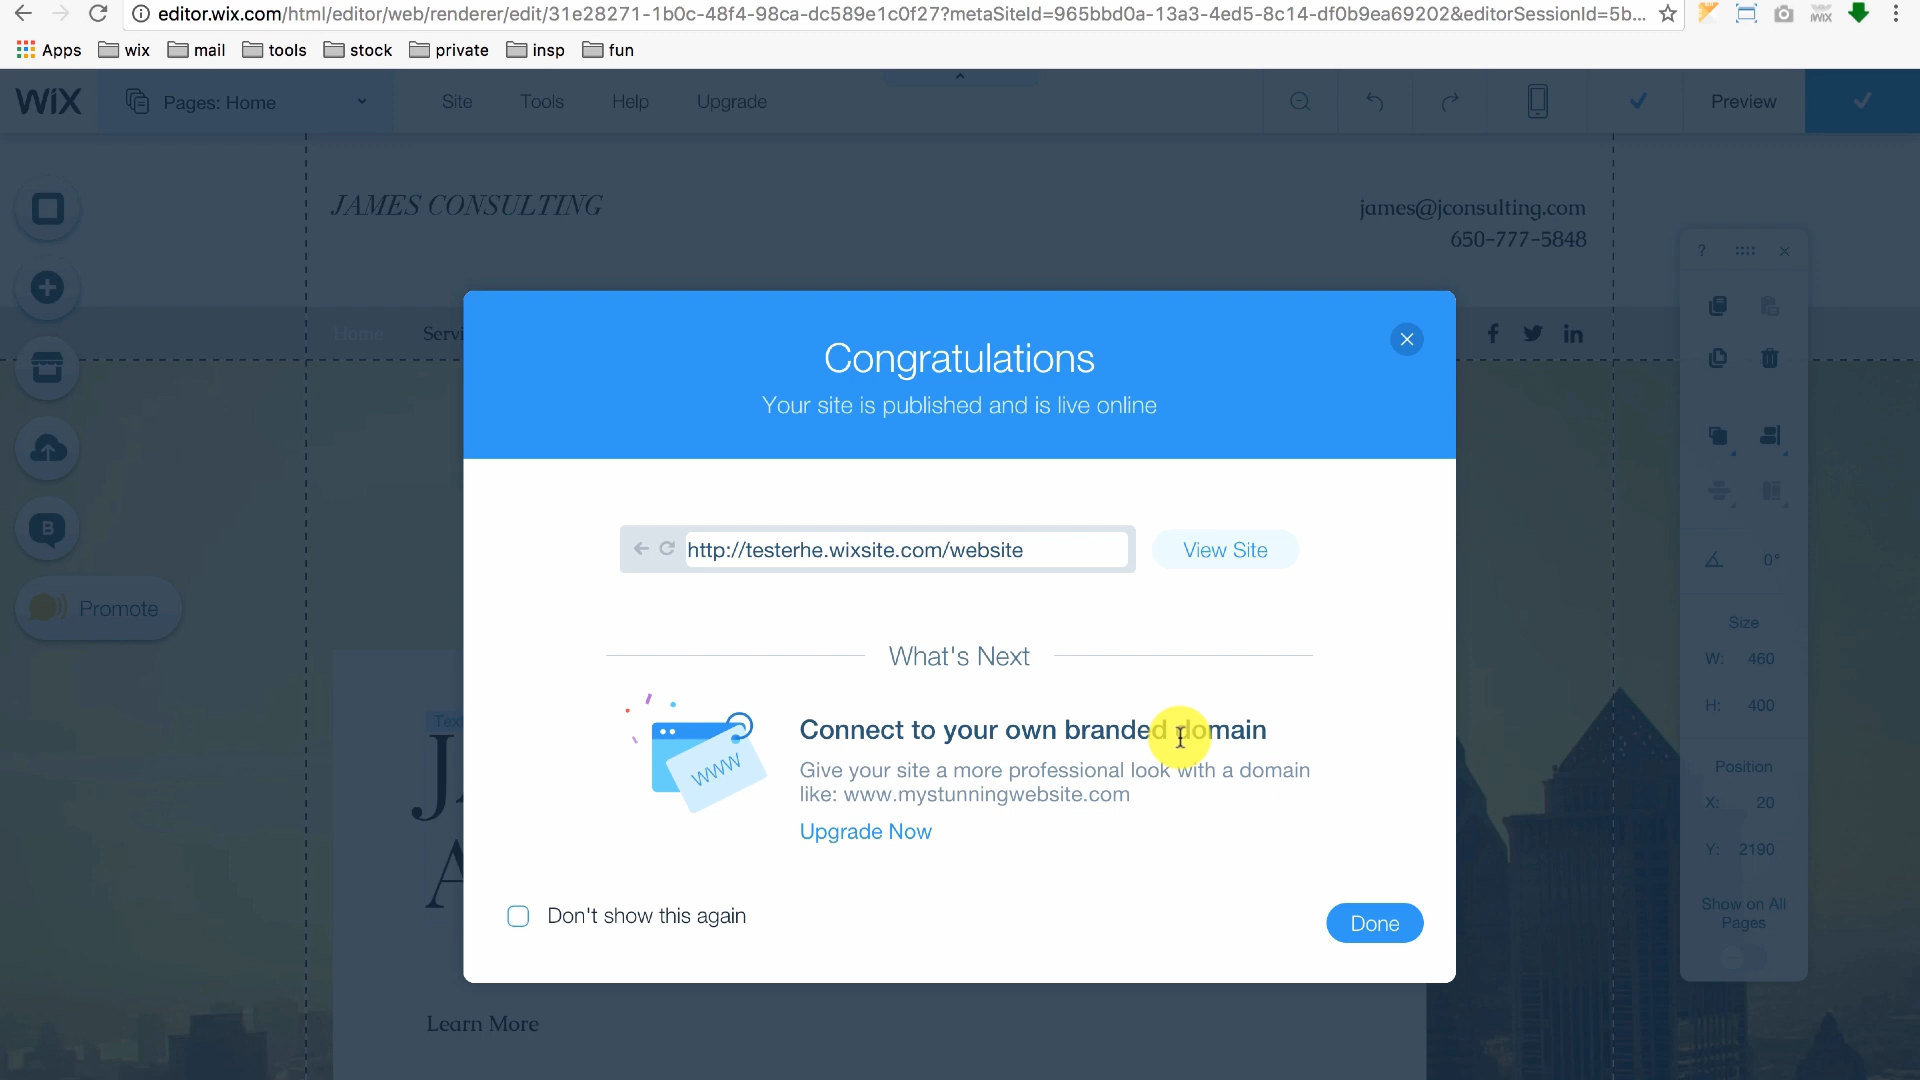 editor.wix.com/html/editor/web/renderer/edit/31e28271-1b0c-48f4-98ca-dc589e1c0f27?metaSiteId=965bbd0a-13a3-4ed5-8c14-df0b9ea69202&editorSessionId=5b...
WIX
Apps wix mail tools stock private insp fun
WIX Pages: Home Site Tools Help Upgrade Preview
JAMES CONSULTING
james@jconsulting.com
650-777-5848
?
Home Servi
Congratulations
Your site is published and is live online
B
http://testerhe.wixsite.com/website
View Site
0°
Promote
Size
W: 460
H: 400
What's Next
Text
Connect to your own branded domain
WWW
Give your site a more professional look with a domain
like: www.mystunningwebsite.com
Upgrade Now
Position
X: 20
Y: 2190
Show on All
Pages
J
A
Don't show this again
Done
Learn More